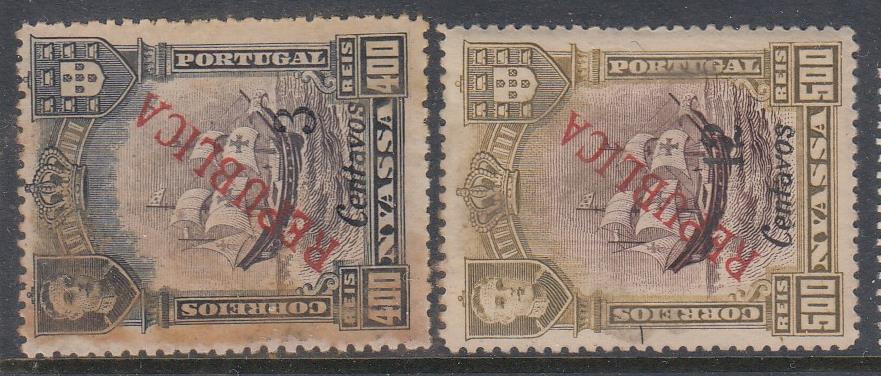 PORTUGAL
REIS
400
REPUBLICA
3
Centavos
NYASSA
CORREIOS
REIS
400
PORTUGAL
REIS
500
REPUBLICA
12
Centavos
NYASSA
CORREIOS
REIS
500